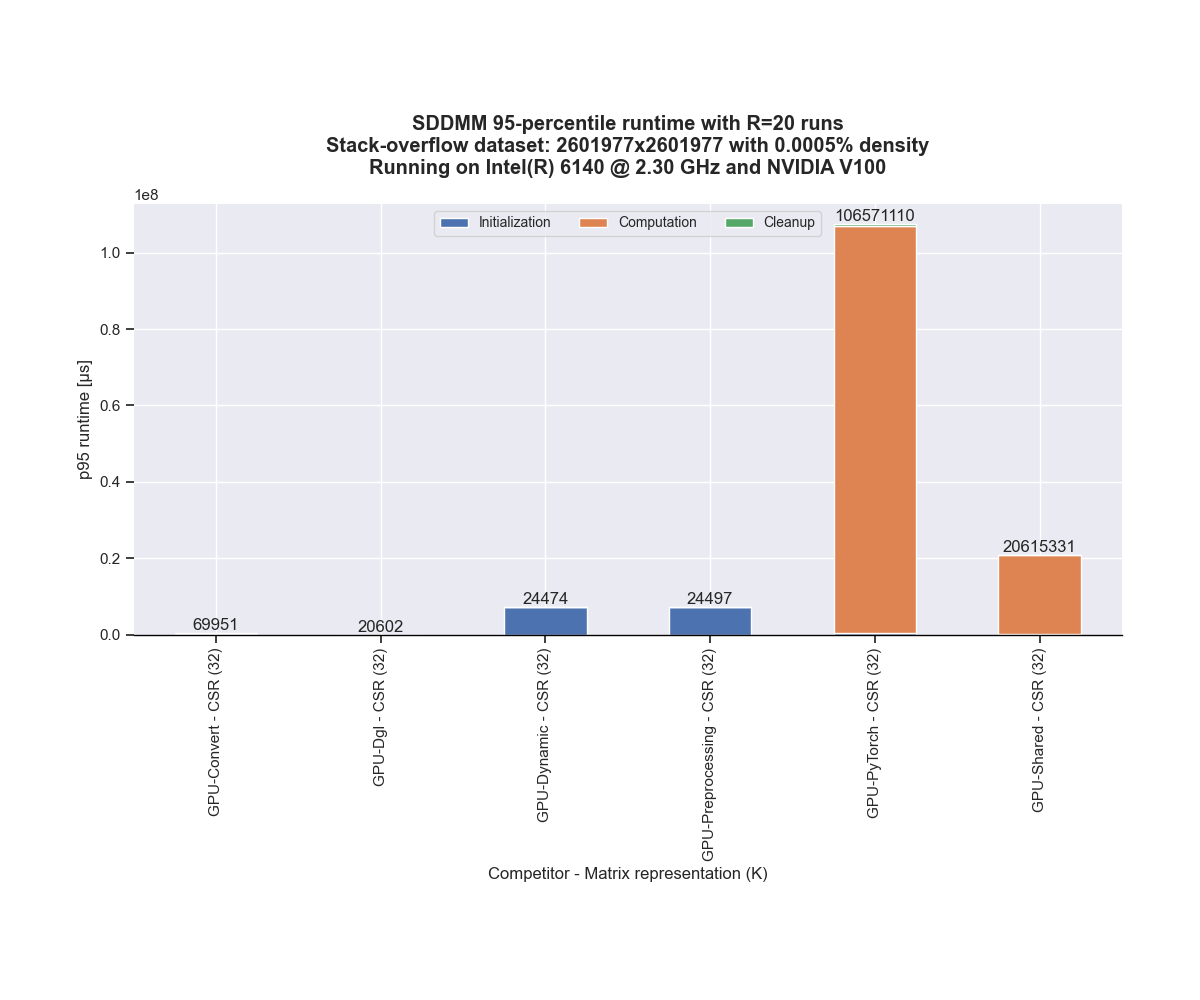 SDDMM 95-percentile runtime with R=20 runs
Stack-overflow dataset: 2601977x2601977 with 0.0005% density
Running on Intel(R) 6140 @ 2.30 GHz and NVIDIA V100
1e8
Initialization
Computation
Cleanup
106571110
1.0
0.8
0.6
0.4
0.2
0.0
p95 runtime [µs]
69951
20602
24474
24497
20615331
GPU-Convert - CSR (32)
GPU-Dgl - CSR (32)
GPU-Dynamic - CSR (32)
GPU-Preprocessing - CSR (32)
GPU-PyTorch - CSR (32)
GPU-Shared - CSR (32)
Competitor - Matrix representation (K)